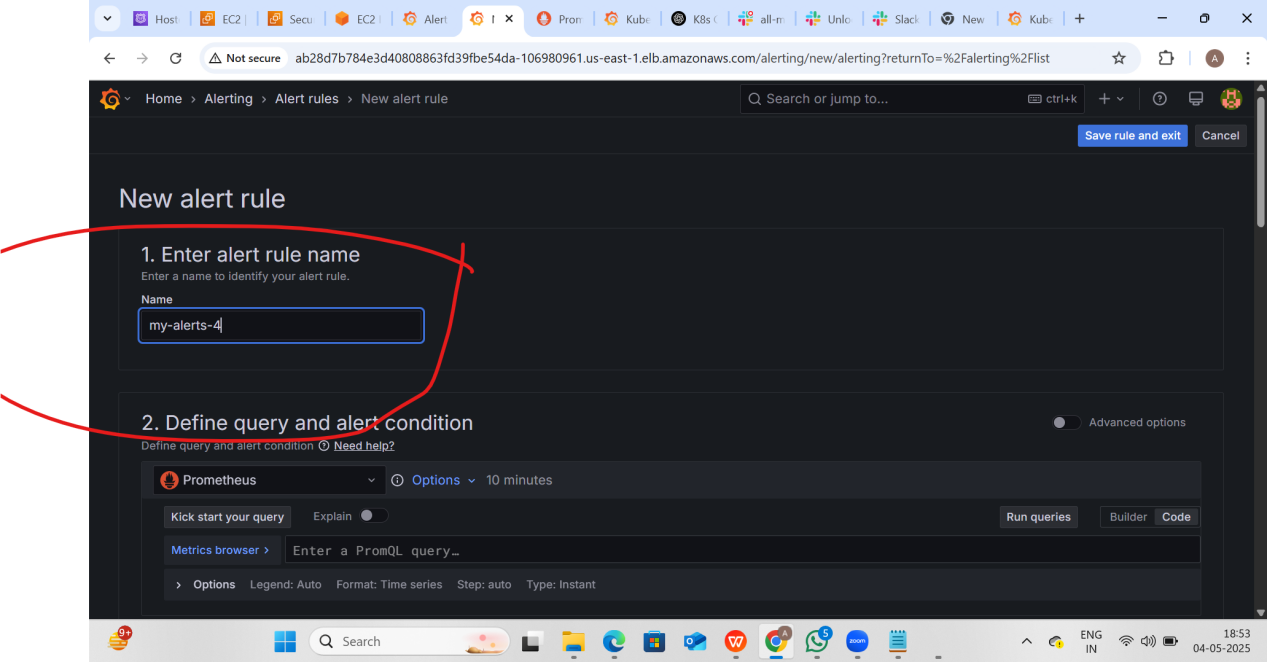 Host
EC2
Secu
EC2
Alert
Pron
Kube
K8s
all-m
Unlo
Slack
New
Kube
Not secure
ab28d7b784e3d40808863fd39fbe54da-106980961.us-east-1.elb.amazonaws.com/alerting/new/alerting?returnTo=%2Falerting%2Flist
A
Home > Alerting > Alert rules > New alert rule
Search or jump to...
ctrl+k
Save rule and exit
Cancel
New alert rule
1. Enter alert rule name
Enter a name to identify your alert rule.
Name
my-alerts-4
2. Define query and alert condition
Advanced options
Define query and alert condition
Need help?
Prometheus
Options
10 minutes
Kick start your query
Explain
Run queries
Builder
Code
Metrics browser >
Enter a PromQL query…
> Options Legend: Auto Format: Time series Step: auto Type: Instant
9+
Search
A
5
zoom
ENG
IN
18:53
04-05-2025